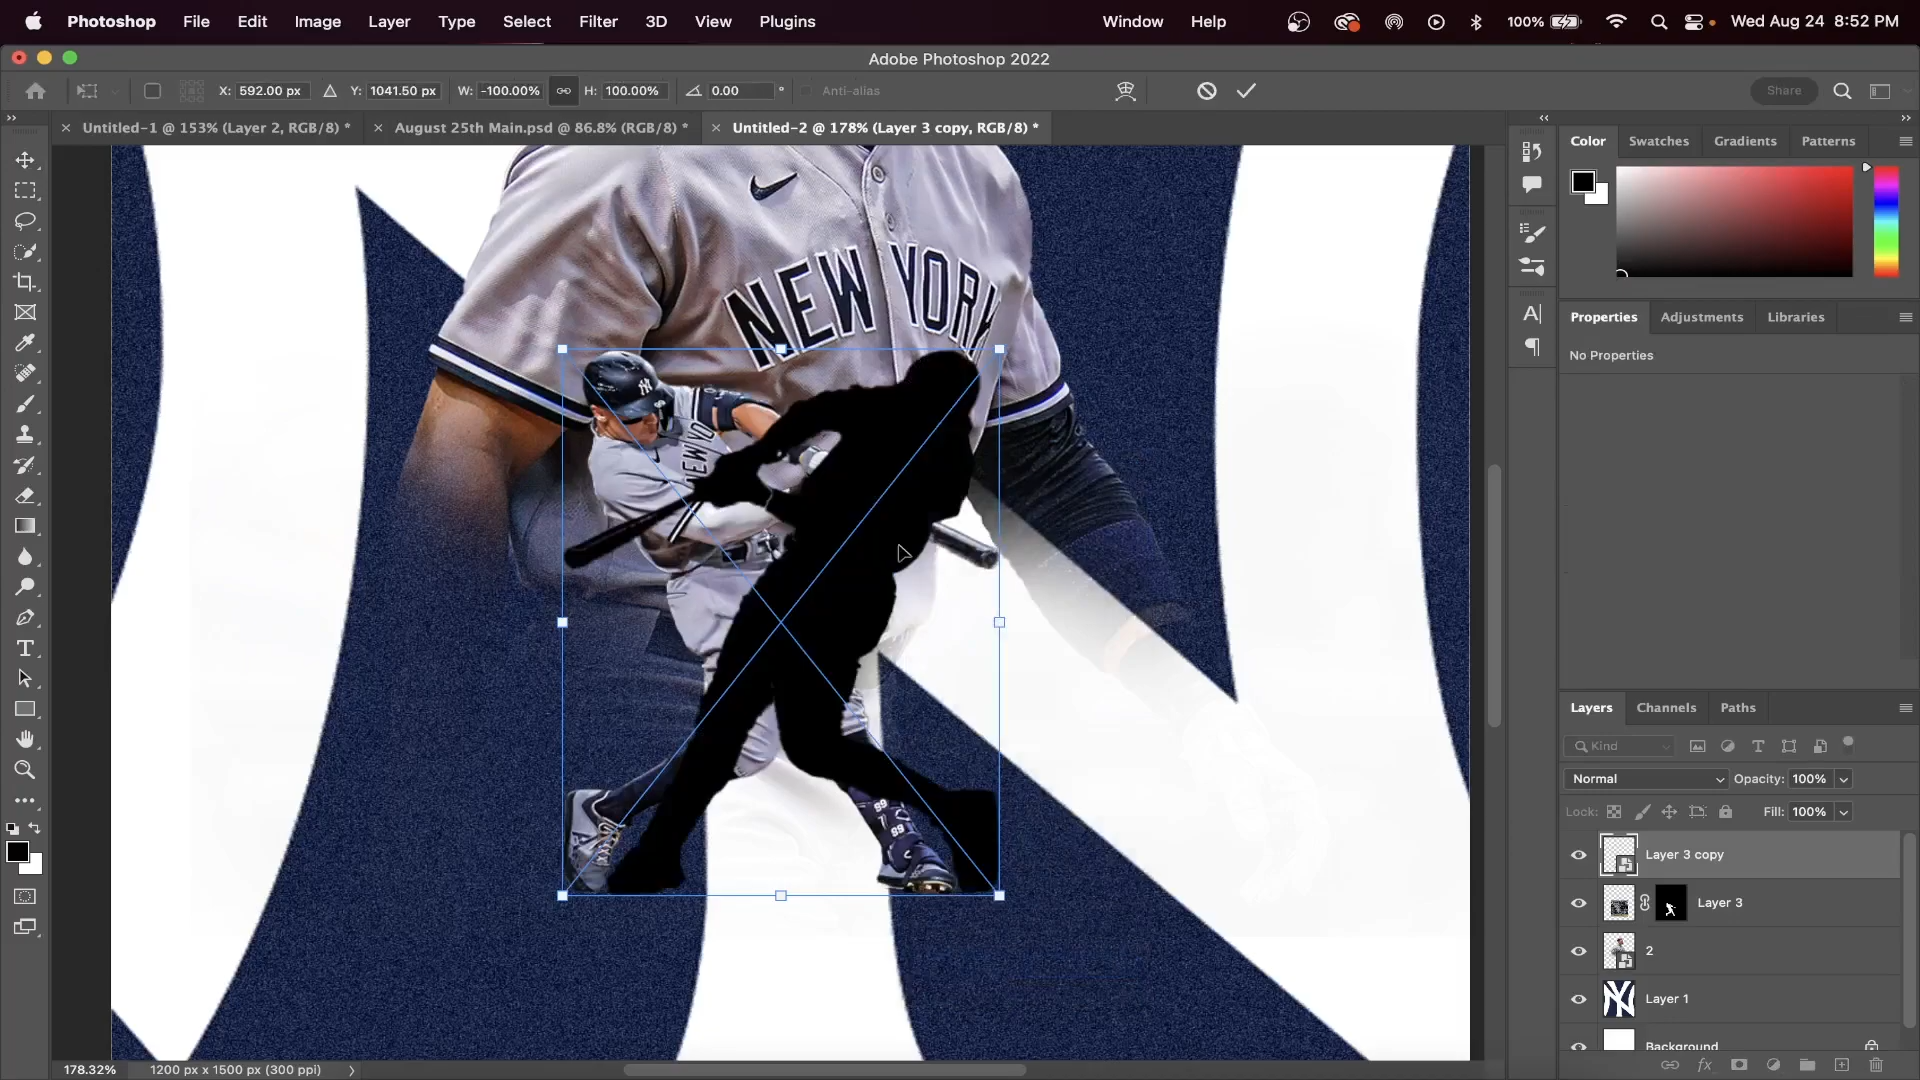 Photoshop File Edit Image Layer Type Select Filter 3D View Plugins Window Help 100% Wed Aug 24 8:52 PM
Adobe Photoshop 2022
X: 592.00 px Y: 1041.50 px W: -100.00% H: 100.00% 0.00 ° Anti-alias Share
Untitled-1 @ 153% (Layer 2, RGB/8) * August 25th Main.psd @ 86.8% (RGB/8) * Untitled-2 @ 178% (Layer 3 copy, RGB/8) *
Color Swatches Gradients Patterns
Properties Adjustments Libraries
No Properties
NEW YORK
NEW YO
99
99
Layers Channels Paths
Kind
Normal Opacity: 100%
Lock: Fill: 100%
Layer 3 copy
Layer 3
2
Layer 1
Background
178.32% 1200 px x 1500 px (300 ppi)